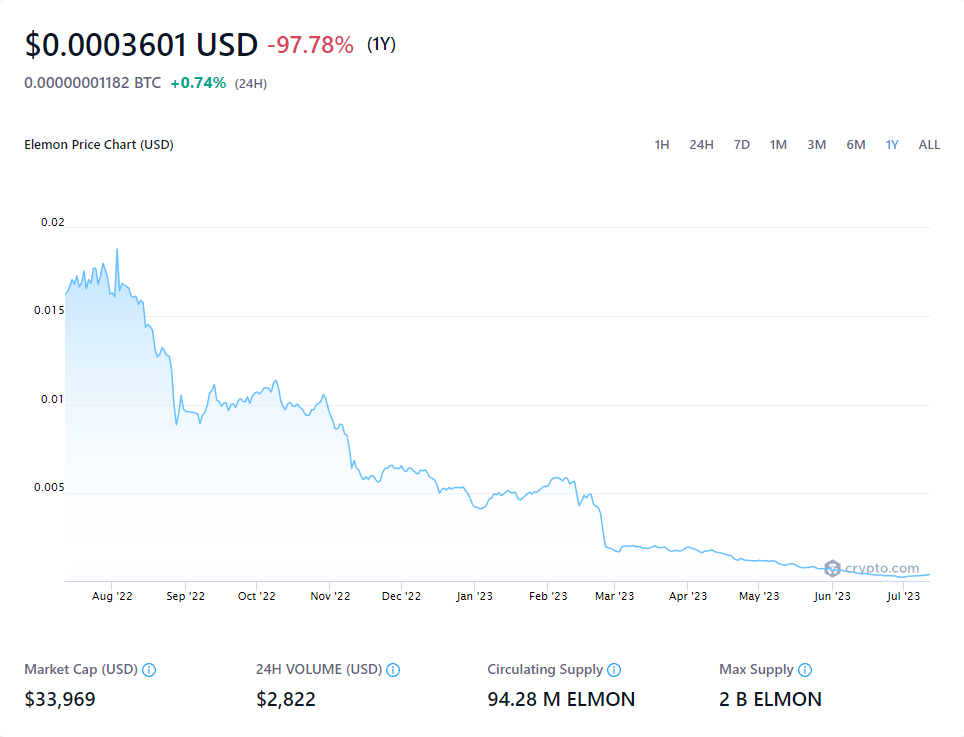 $0.0003601 USD -97.78% (1Y)
0.00000001182 BTC +0.74% (24H)
Elemon Price Chart (USD) 1H 24H 7D 1M 3M 6M 1Y ALL
0.02
0.015
0.01
0.005
crypto.com
Aug '22 Sep '22 Oct '22 Nov '22 Dec '22 Jan '23 Feb '23 Mar '23 Apr '23 May '23 Jun '23 Jul '23
Market Cap (USD) 24H VOLUME (USD) Circulating Supply Max Supply
$33,969 $2,822 94.28 M ELMON 2 B ELMON